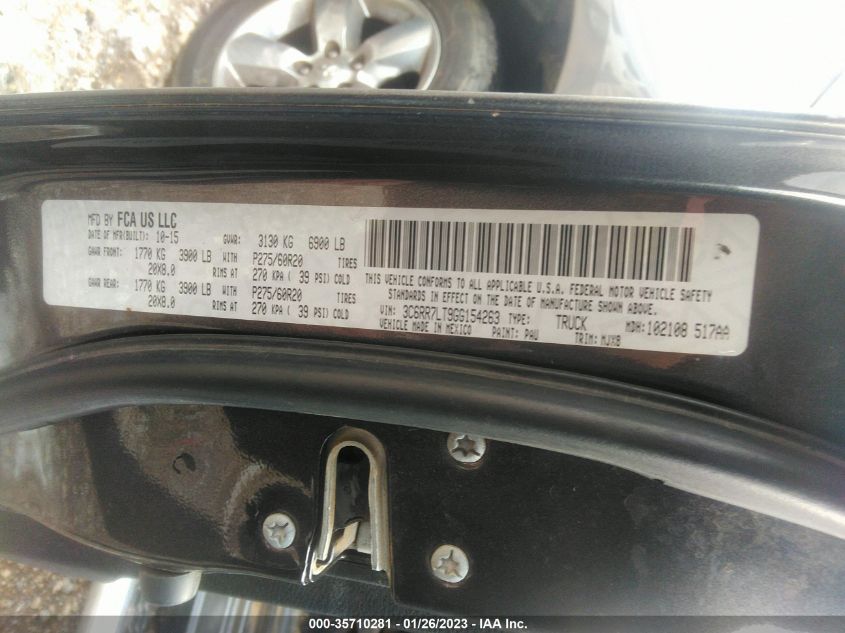 MFD BY FCA US LLC
DATE OF MFR(BUILT): 10-15 GVWR: 3130 KG 6900 LB
GAWR FRONT: 1770 KG 3900 LB WITH P275/60R20 TIRES
20X8.0 RIMS AT 270 KPA ( 39 PSI) COLD
GAWR REAR: 1770 KG 3900 LB WITH P275/60R20 TIRES
20X8.0 RIMS AT 270 KPA ( 39 PSI) COLD
THIS VEHICLE CONFORMS TO ALL APPLICABLE U.S.A. FEDERAL MOTOR VEHICLE SAFETY
STANDARDS IN EFFECT ON THE DATE OF MANUFACTURE SHOWN ABOVE.
VIN: 3C6RR7LT9GG154263 TYPE: TRUCK MDH: 102108 517AA
VEHICLE MADE IN MEXICO PAINT: PAU TRIM: MJX8
000-35710281 - 01/26/2023 - IAA Inc.